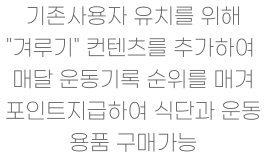 기존사용자 유치를 위해
"겨루기" 컨텐츠를 추가하여
매달 운동기록 순위를 매겨
포인트지급하여 식단과 운동
용품 구매가능